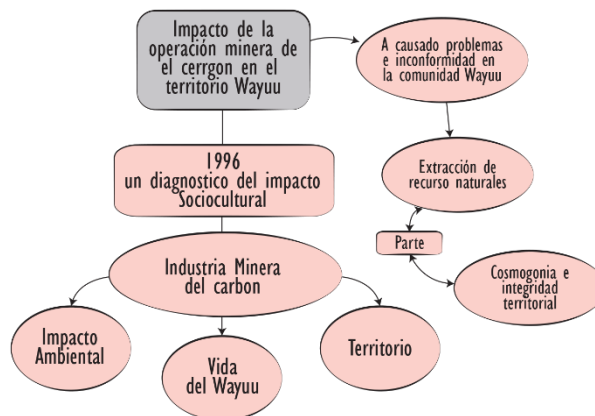 Impacto de la
operación minera de
el cerrgon en el
territorio Wayuu
A causado problemas
e inconformidad en
la comunidad Wayuu
1996
un diagnostico del impacto
Sociocultural
Extracción de
recurso naturales
Parte
Cosmogonia e
integridad
territorial
Industria Minera
del carbon
Impacto
Ambiental
Vida
del Wayuu
Territorio